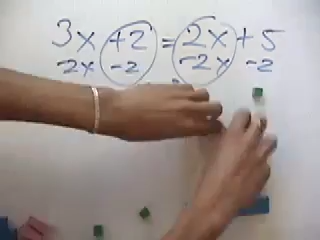 3x +2 = 2x + 5
-2x -2 -2x -2